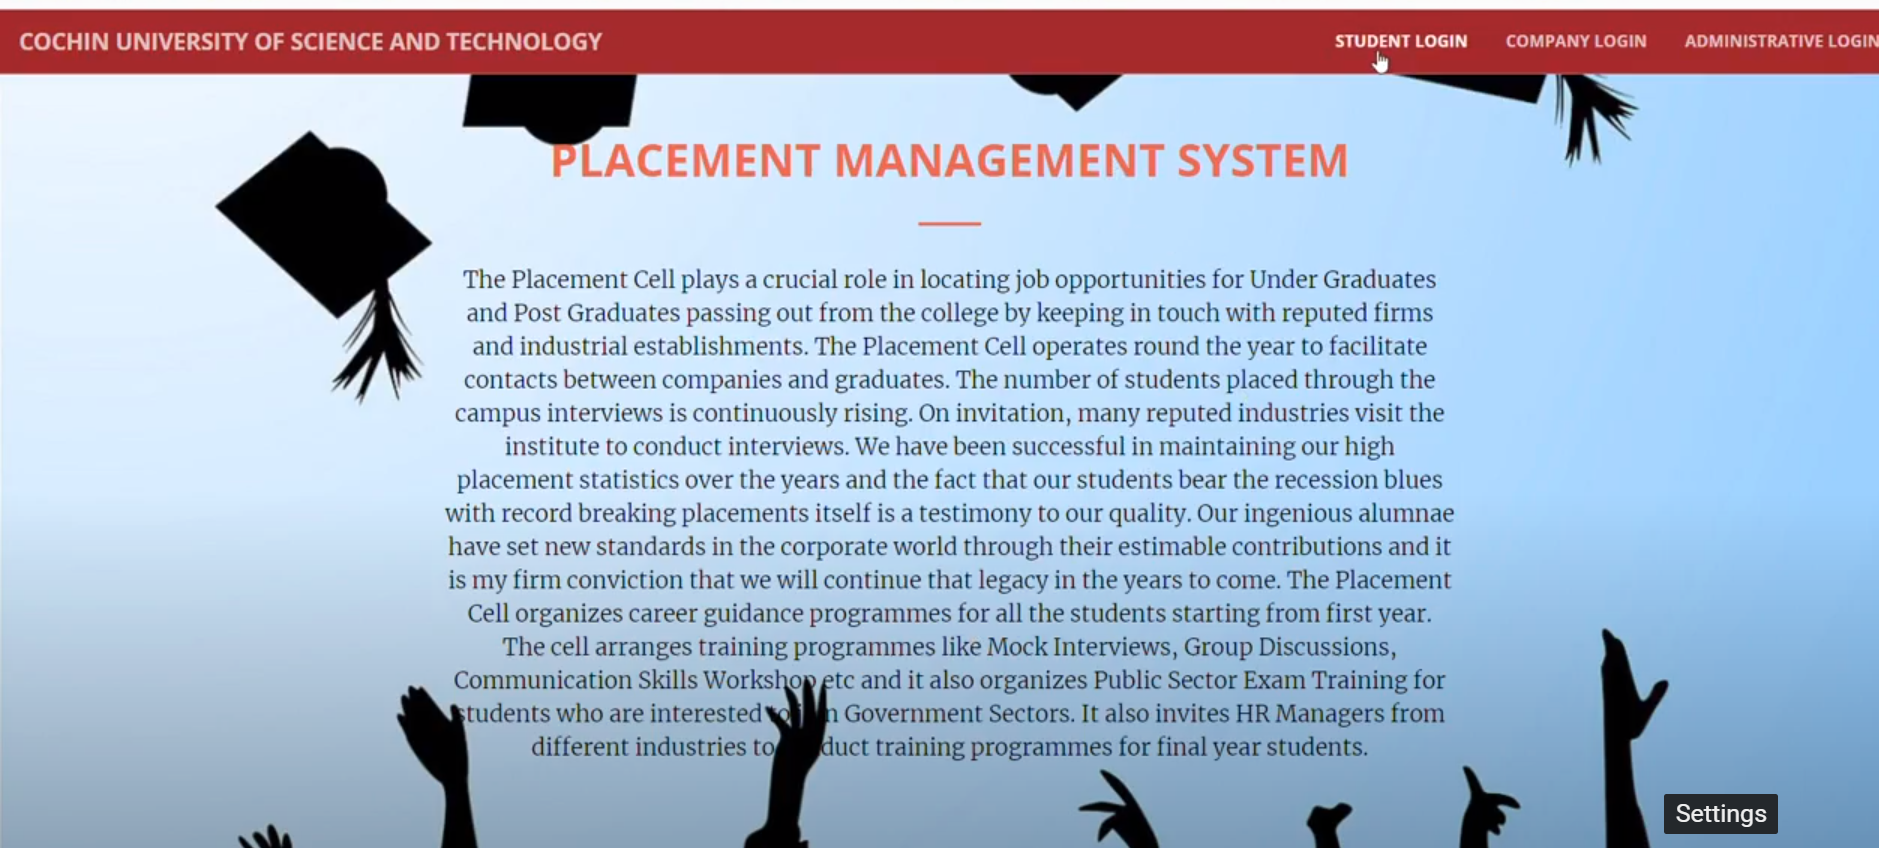 COCHIN UNIVERSITY OF SCIENCE AND TECHNOLOGY
STUDENT LOGIN
COMPANY LOGIN
ADMINISTRATIVE LOGIN
PLACEMENT MANAGEMENT SYSTEM
The Placement Cell plays a crucial role in locating job opportunities for Under Graduates
and Post Graduates passing out from the college by keeping in touch with reputed firms
and industrial establishments. The Placement Cell operates round the year to facilitate
contacts between companies and graduates. The number of students placed through the
campus interviews is continuously rising. On invitation, many reputed industries visit the
institute to conduct interviews. We have been successful in maintaining our high
placement statistics over the years and the fact that our students bear the recession blues
with record breaking placements itself is a testimony to our quality. Our ingenious alumnae
have set new standards in the corporate world through their estimable contributions and it
is my firm conviction that we will continue that legacy in the years to come. The Placement
Cell organizes career guidance programmes for all the students starting from first year.
The cell arranges training programmes like Mock Interviews, Group Discussions,
Communication Skills Workshop etc and it also organizes Public Sector Exam Training for
students who are interested Government Sectors. It also invites HR Managers from
different industries to training programmes for final year students.
Settings